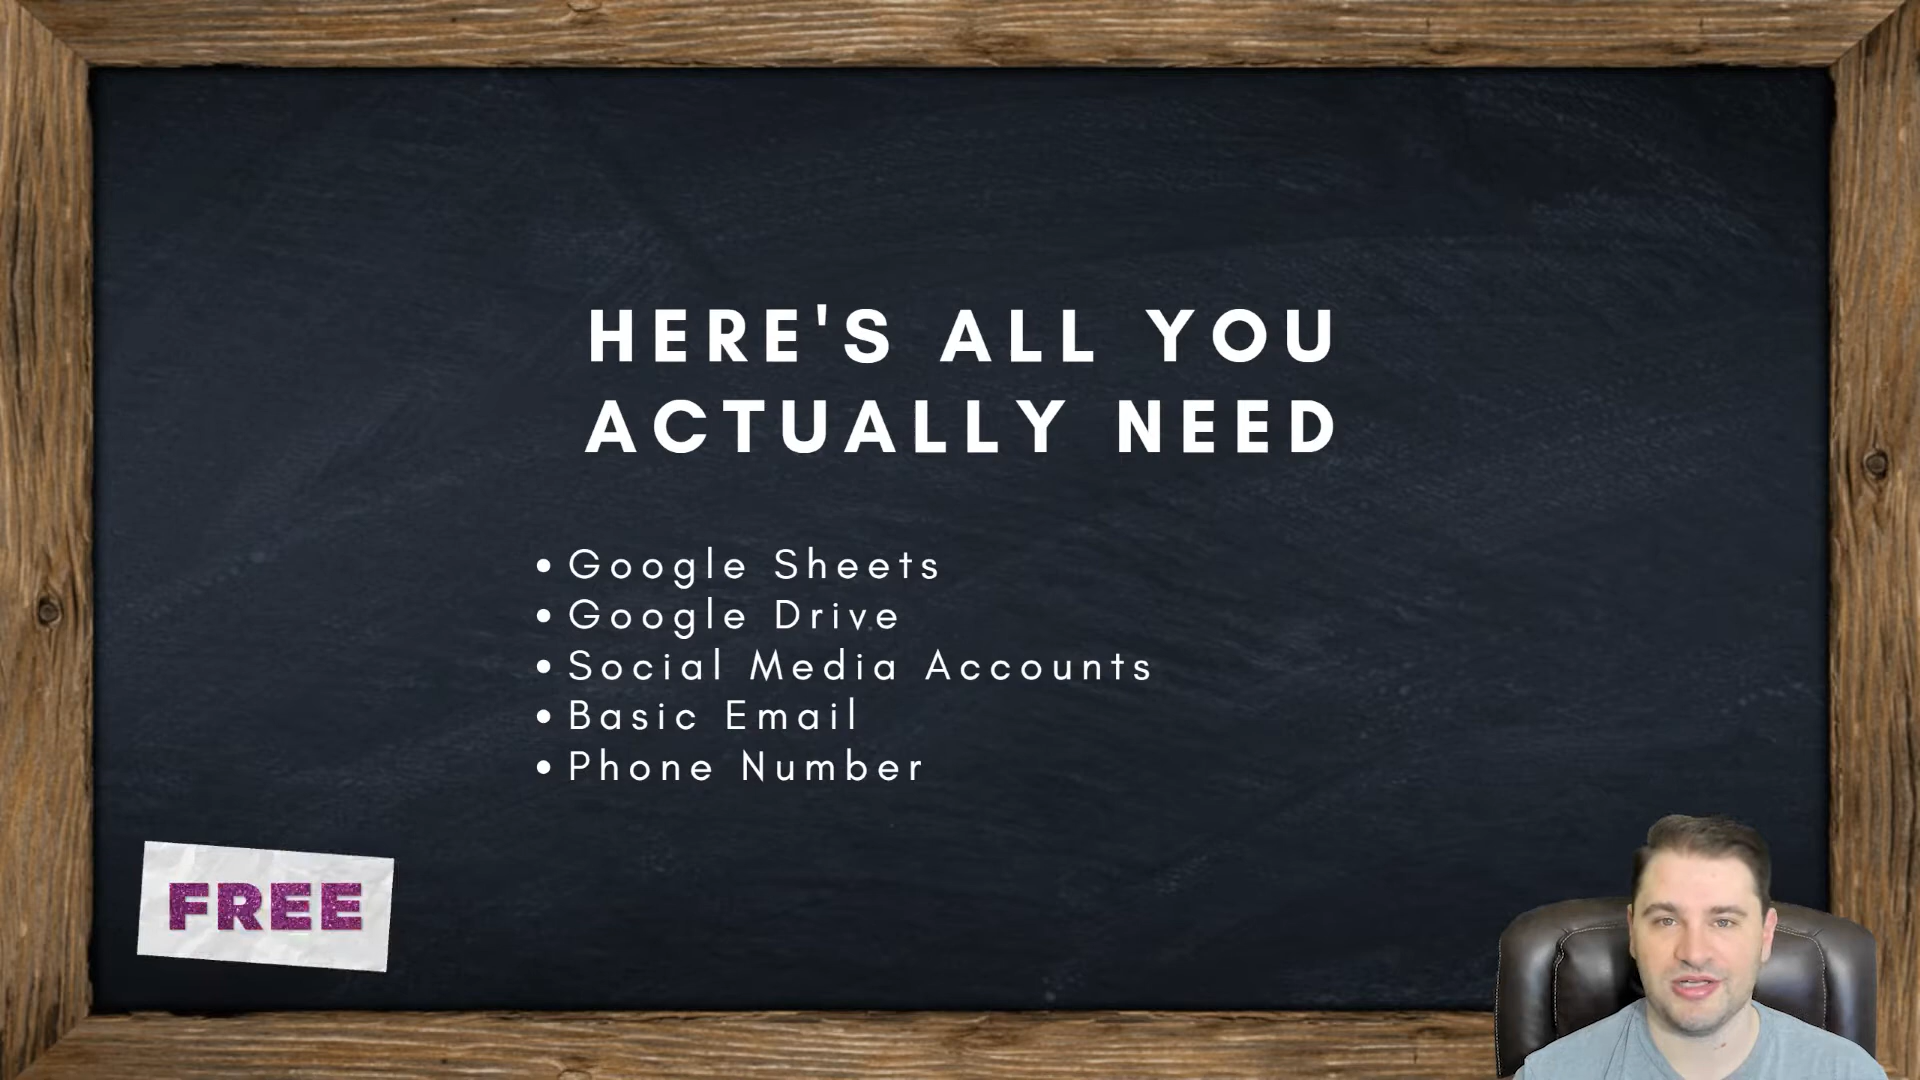 HERE'S ALL YOU
ACTUALLY NEED
• Google Sheets
• Google Drive
• Social Media Accounts
• Basic Email
• Phone Number
FREE